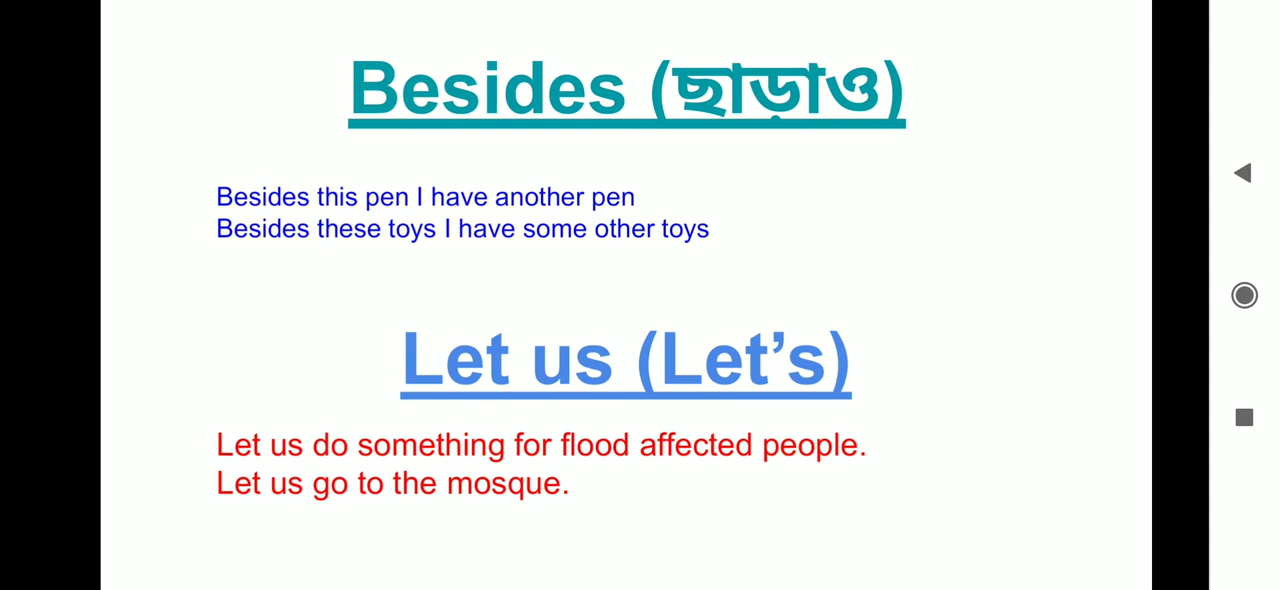 Besides (ছাড়াও)
Besides this pen I have another pen
Besides these toys I have some other toys
Let us (Let’s)
Let us do something for flood affected people.
Let us go to the mosque.